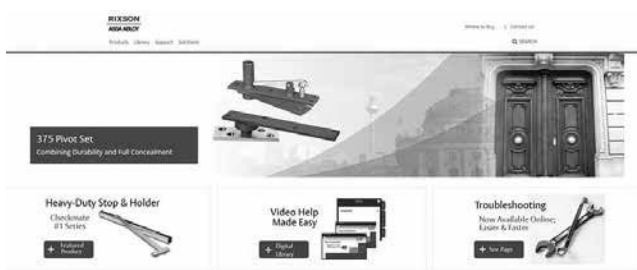 RIXSON
ASSA ABLOY
Where to Buy | Contact Us
Products Library Support Solutions
SEARCH
375 Pivot Set
Combining Durability and Full Concealment
Heavy-Duty Stop & Holder
Checkmate
#1 Series
+ Featured
Product
Video Help
Made Easy
+ Digital
Library
Troubleshooting
Now Available Online;
Easier & Faster
+ See Page